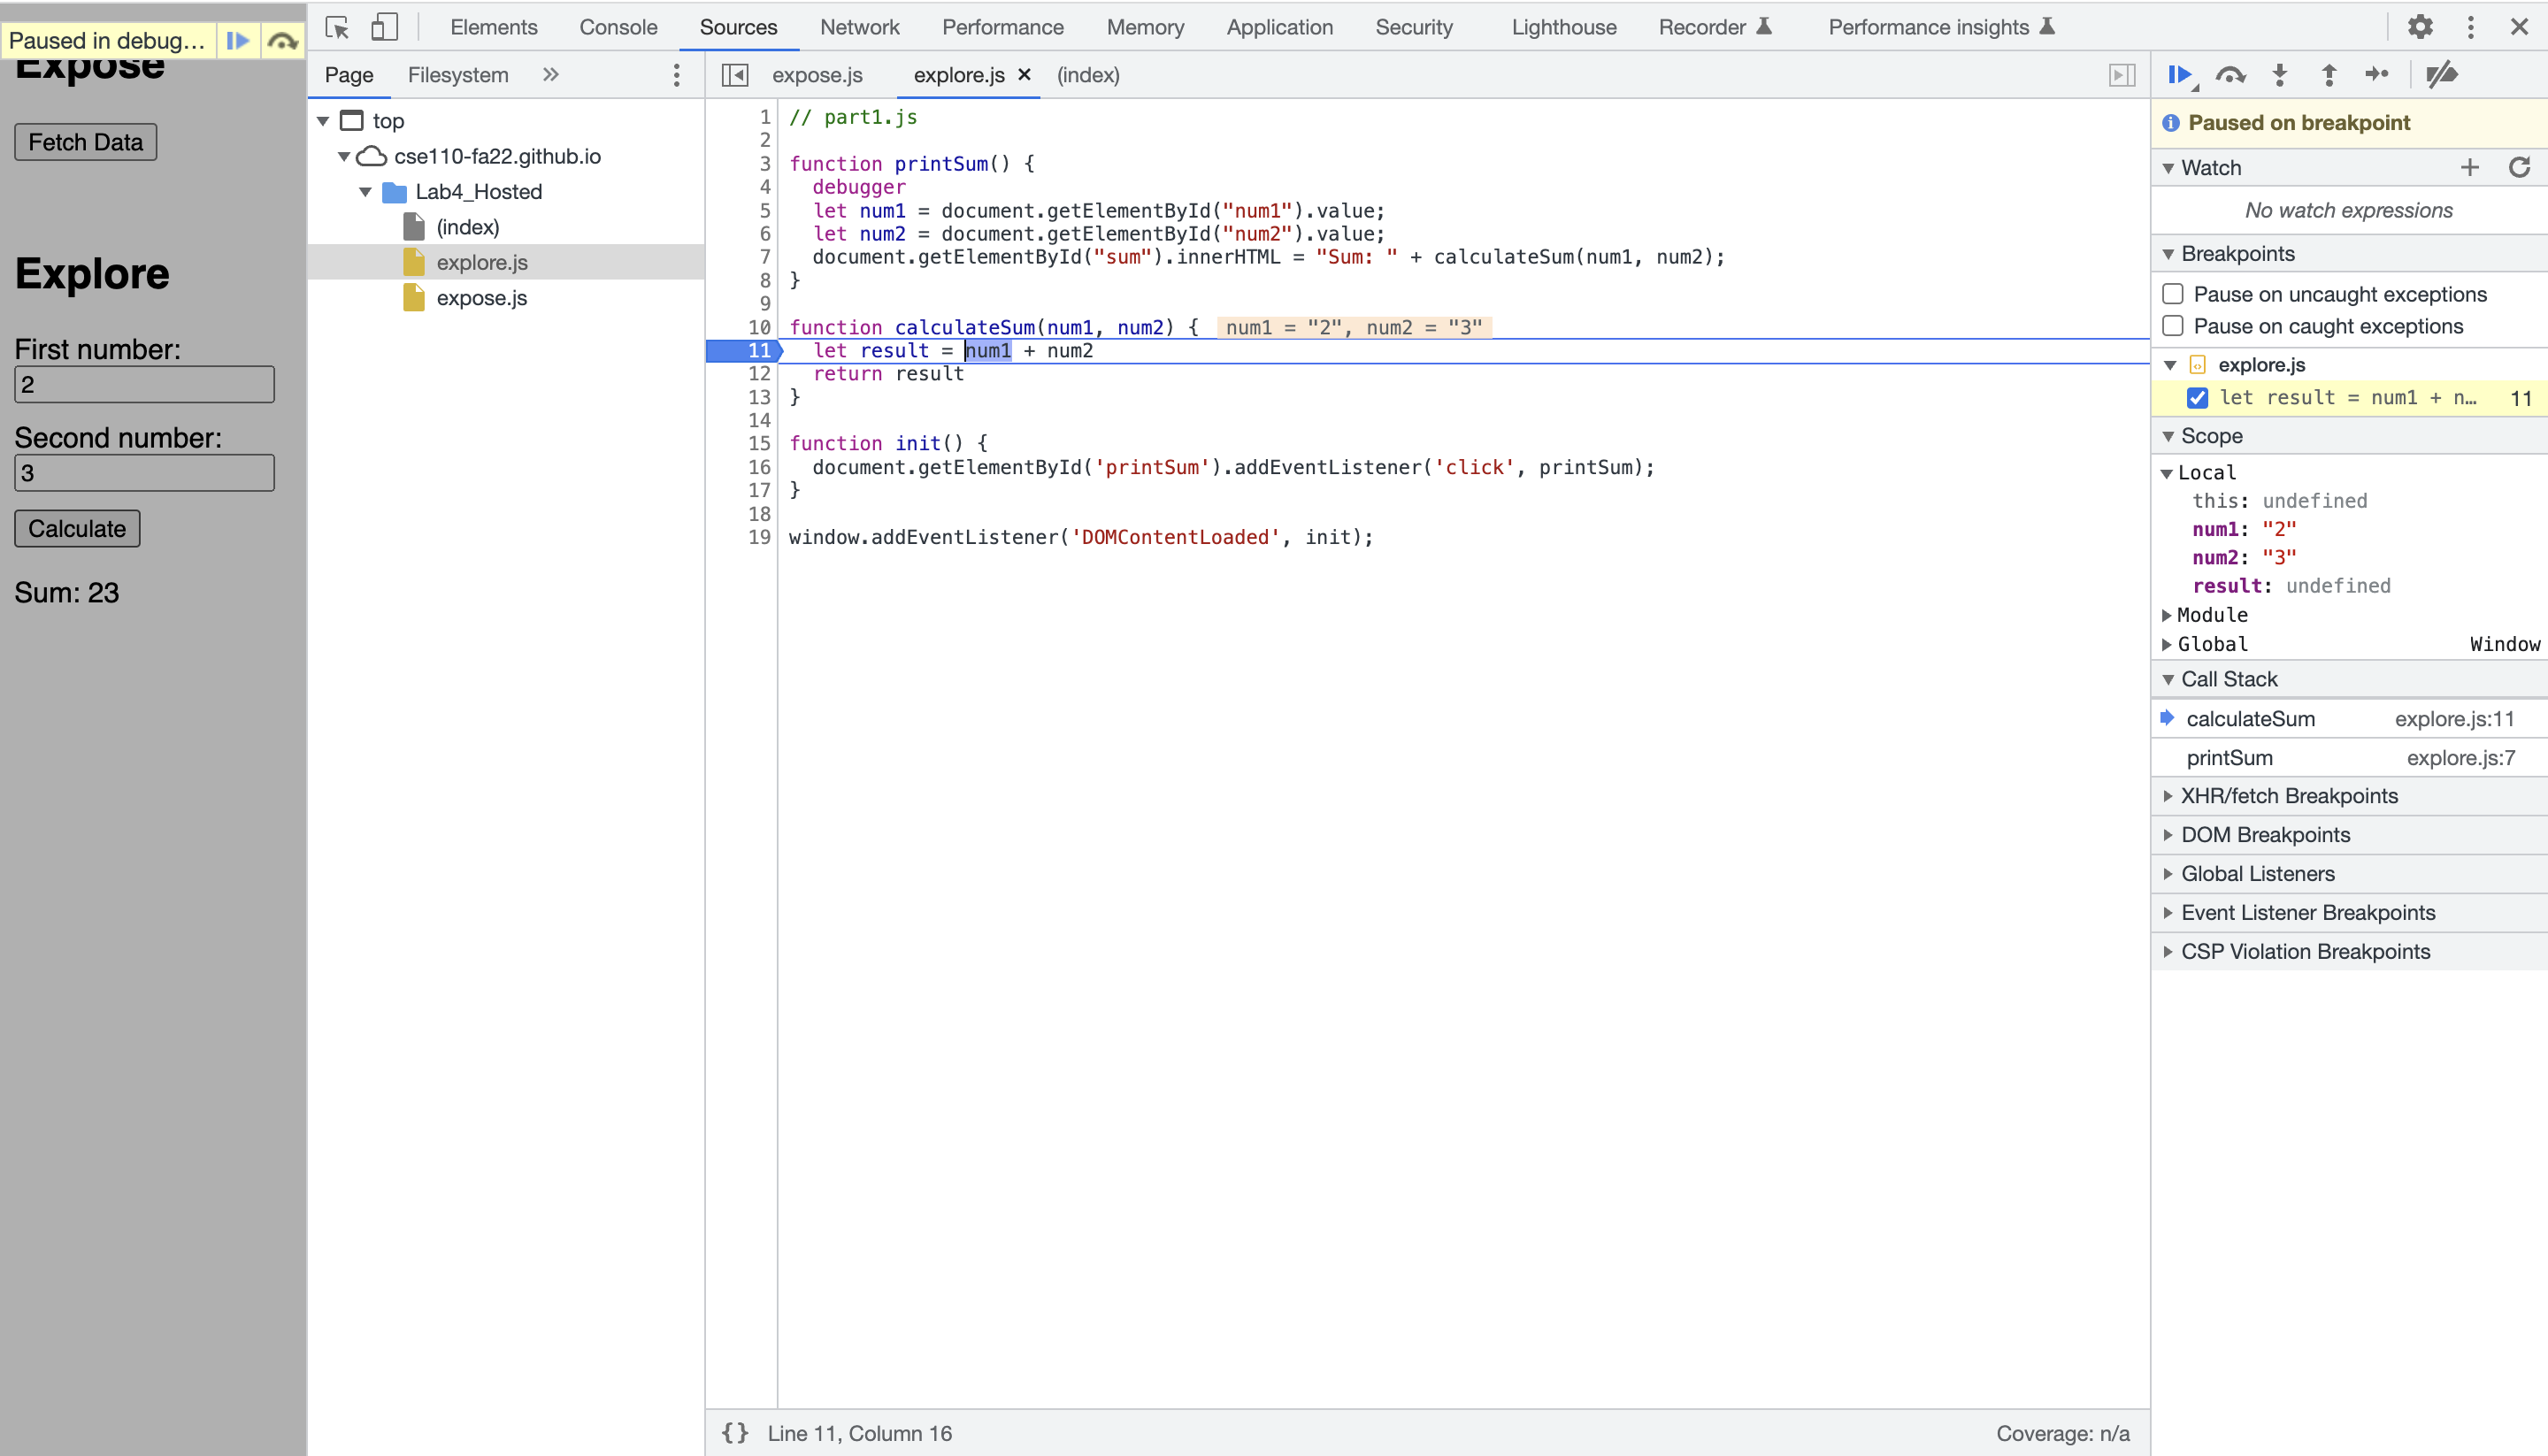 Paused in debug...
Expose
Fetch Data
Explore
First number:
2
Second number:
3
Calculate
Sum: 23
Elements Console Sources Network Performance Memory Application Security Lighthouse Recorder Performance insights
Page Filesystem »
top
cse110-fa22.github.io
Lab4_Hosted
(index)
explore.js
expose.js
expose.js explore.js × (index)
1 // part1.js
2
3 function printSum() {
4   debugger
5   let num1 = document.getElementById("num1").value;
6   let num2 = document.getElementById("num2").value;
7   document.getElementById("sum").innerHTML = "Sum: " + calculateSum(num1, num2);
8 }
9
10 function calculateSum(num1, num2) { num1 = "2", num2 = "3"
11   let result = num1 + num2
12   return result
13 }
14
15 function init() {
16   document.getElementById('printSum').addEventListener('click', printSum);
17 }
18
19 window.addEventListener('DOMContentLoaded', init);
{} Line 11, Column 16
Coverage: n/a
Paused on breakpoint
Watch
No watch expressions
Breakpoints
Pause on uncaught exceptions
Pause on caught exceptions
explore.js
let result = num1 + n… 11
Scope
Local
this: undefined
num1: "2"
num2: "3"
result: undefined
Module
Global Window
Call Stack
calculateSum explore.js:11
printSum explore.js:7
XHR/fetch Breakpoints
DOM Breakpoints
Global Listeners
Event Listener Breakpoints
CSP Violation Breakpoints